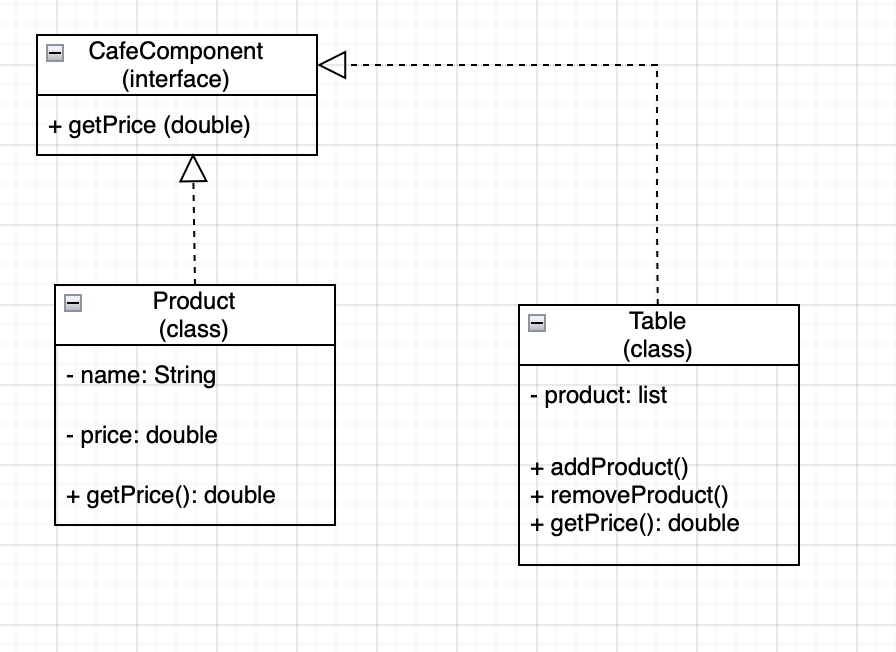 CafeComponent
(interface)
+ getPrice (double)
Product
(class)
- name: String
- price: double
+ getPrice(): double
Table
(class)
- product: list
+ addProduct()
+ removeProduct()
+ getPrice(): double